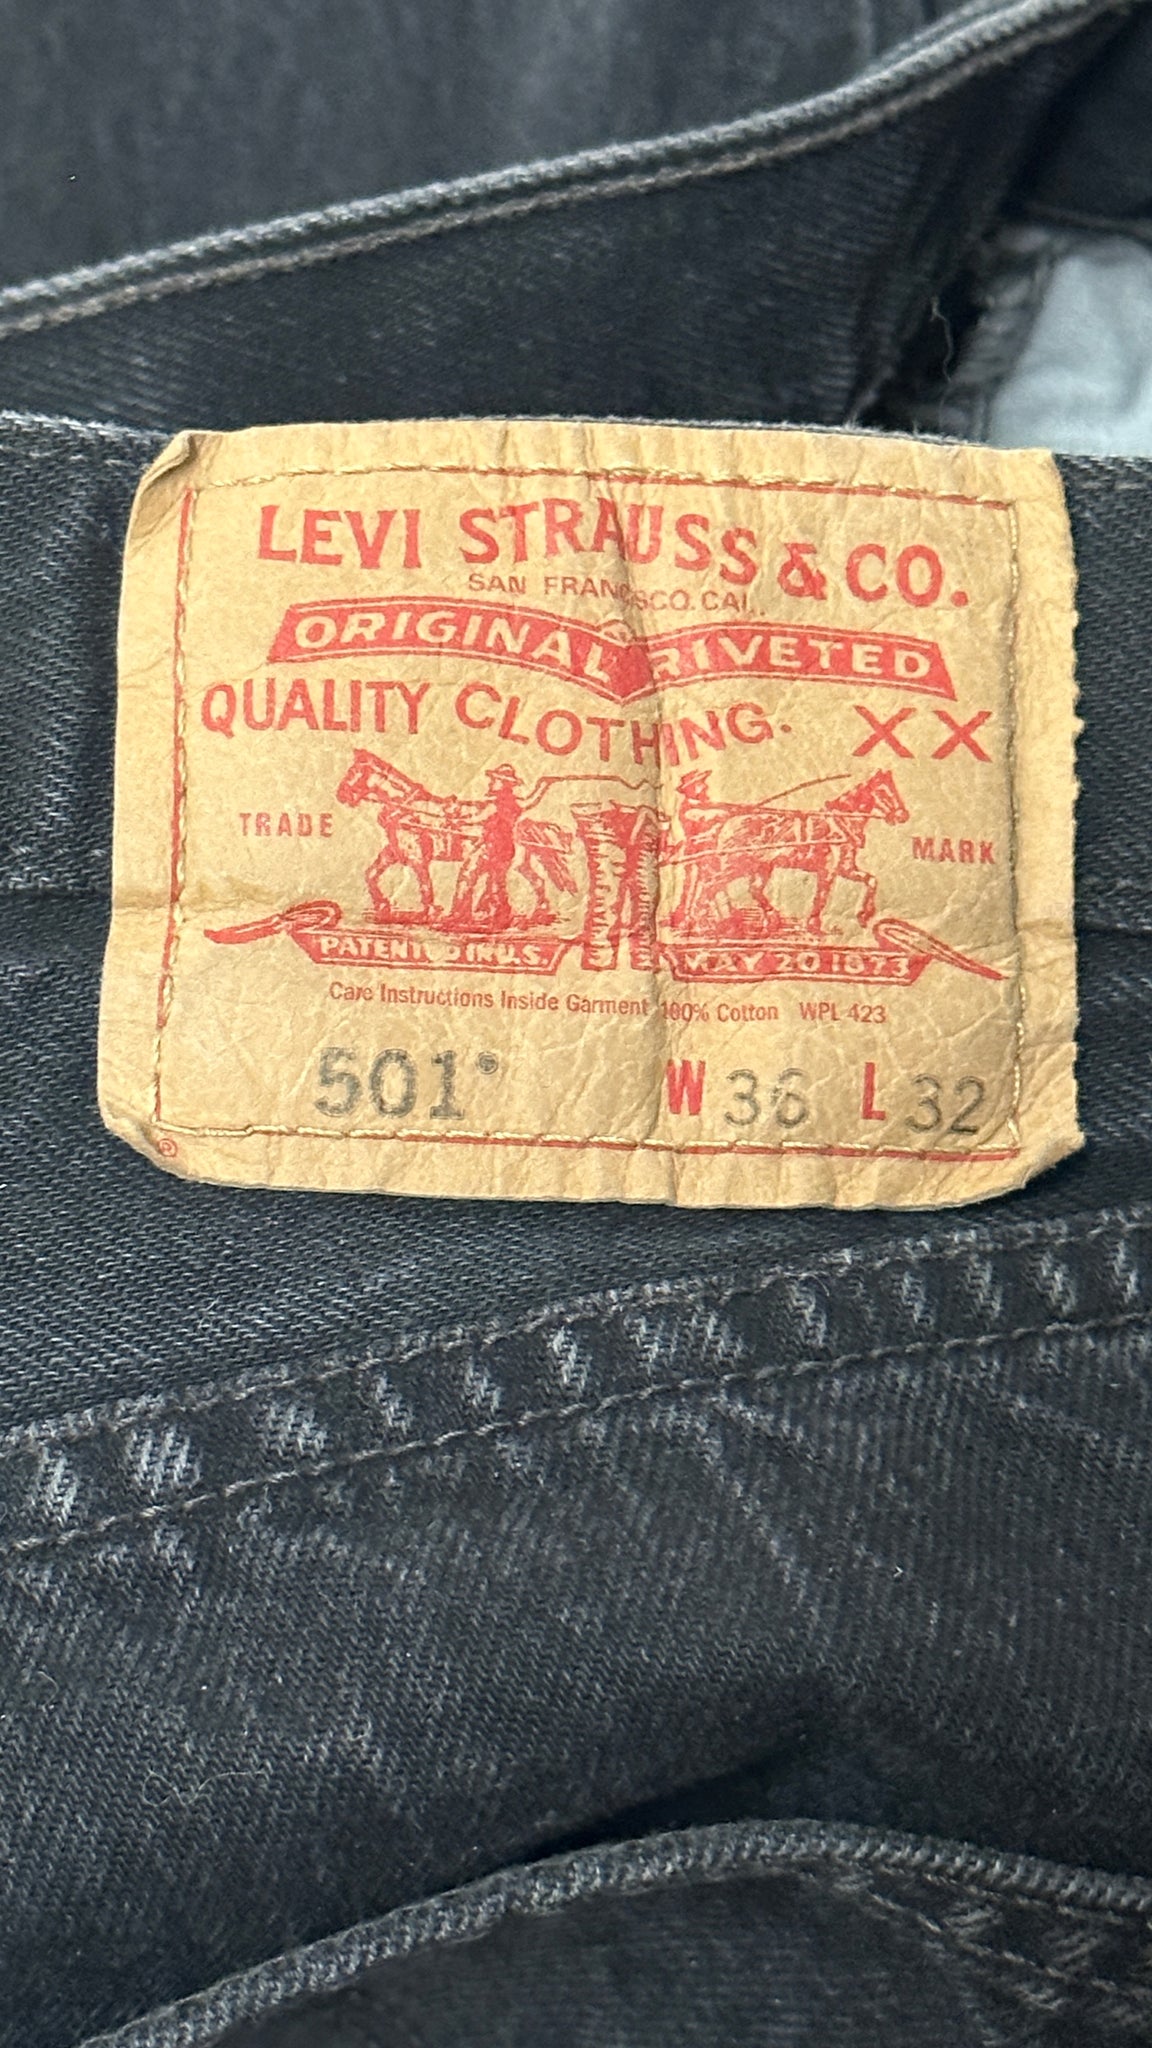 LEVI STRAUSS & CO.
SAN FRANCISCO. CAL.
ORIGINAL RIVETED
QUALITY CLOTHING. XX
TRADE MARK
PATENTED IN U.S. MAY 20 1873
Care Instructions Inside Garment 100% Cotton WPL 423
501® W 36 L 32
®